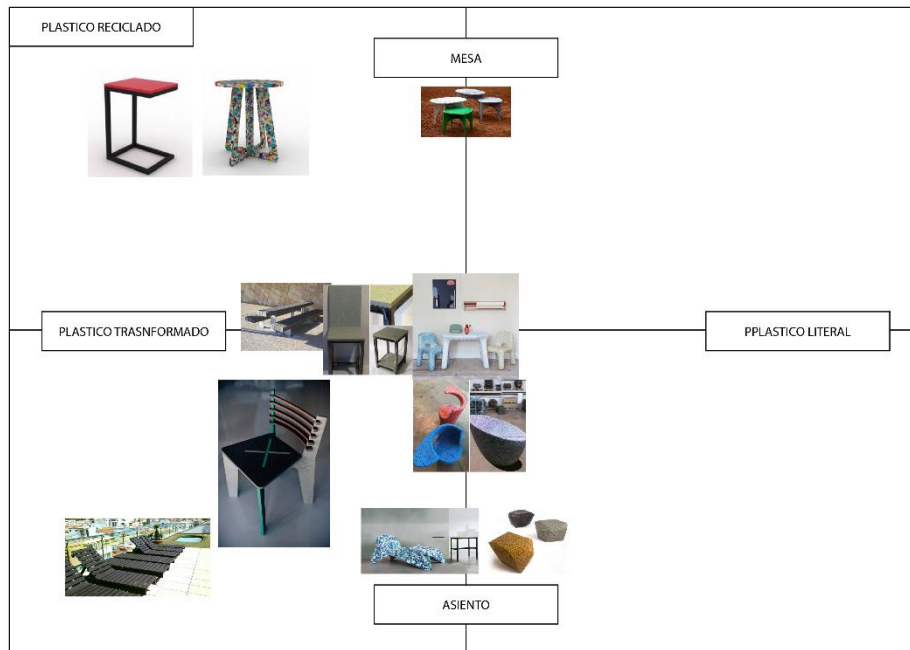 PLASTICO RECICLADO
MESA
PLASTICO TRASNFORMADO
PPLASTICO LITERAL
ASIENTO